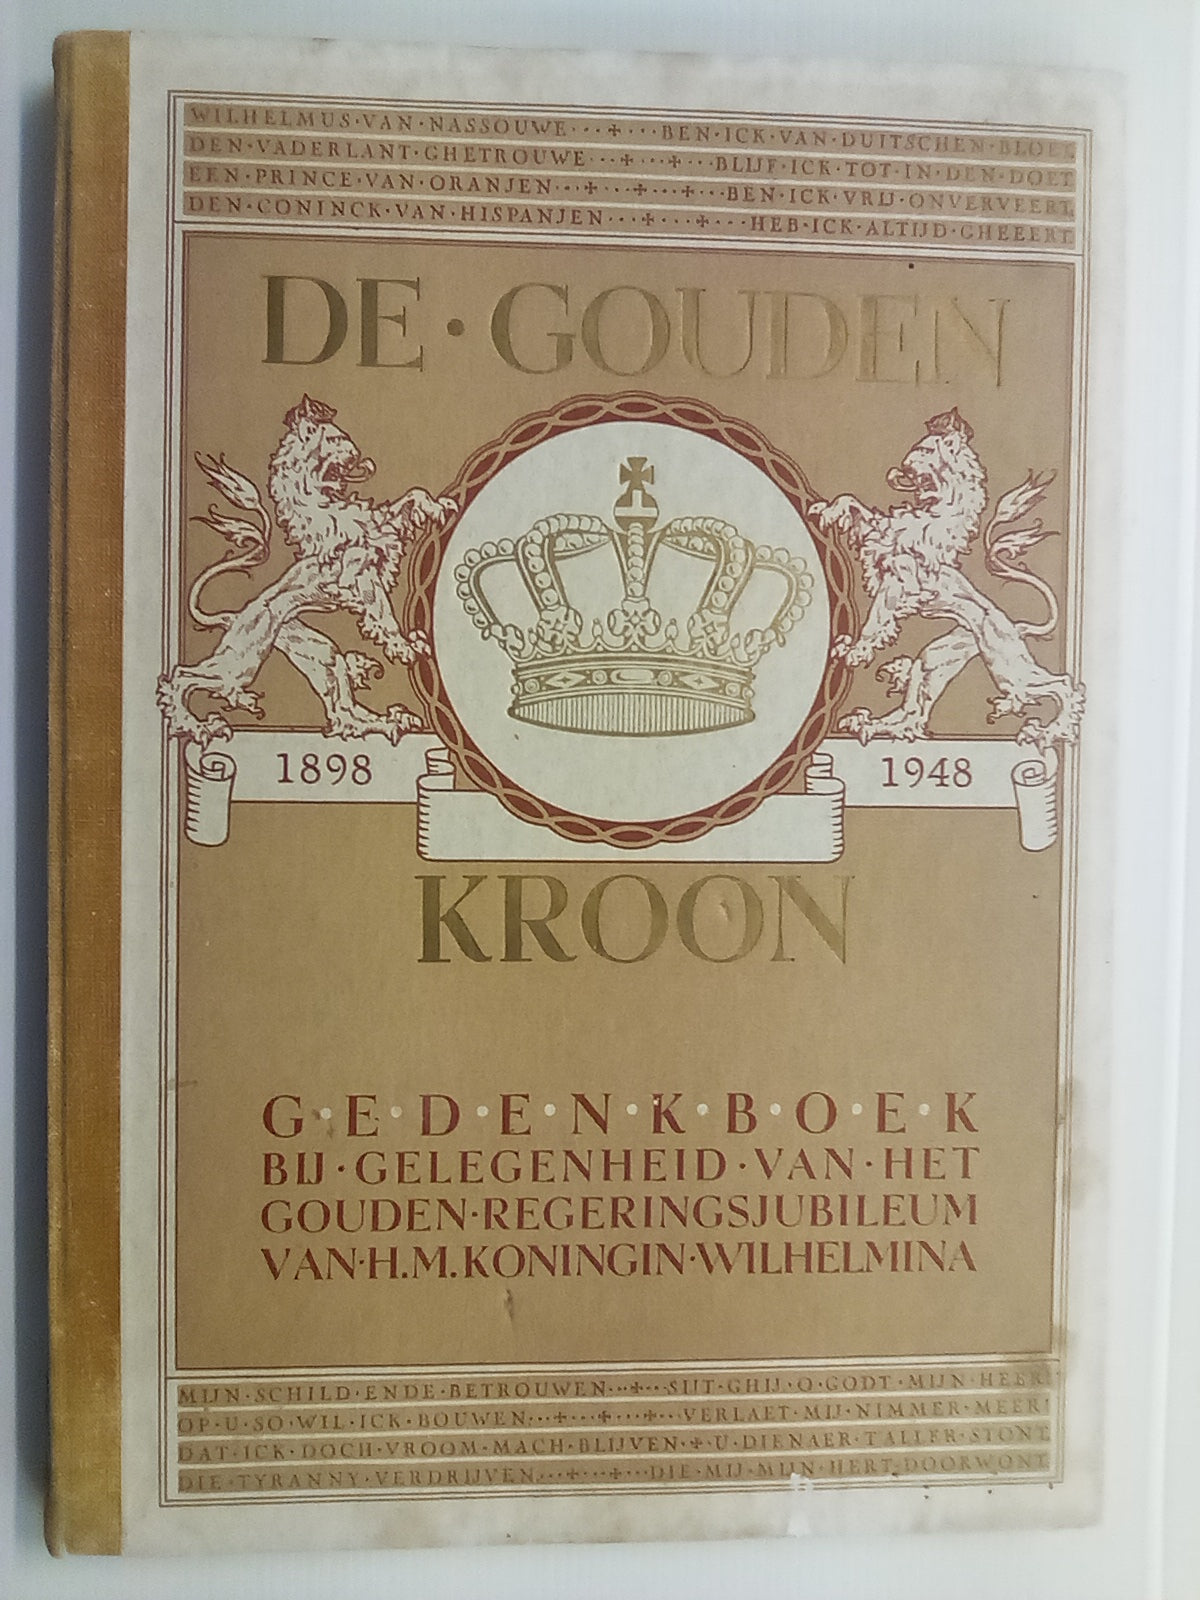 WILHELMUS·VAN·NASSOUWE···+···BEN·ICK·VAN·DUITSCHEN·BLOET
DEN·VADERLANT·GHETROUWE···+···+···BLIJF·ICK·TOT·IN·DEN·DOET
EEN·PRINCE·VAN·ORANJEN···+···+···+···BEN·ICK·VRIJ·ONVERVEERT
DEN·CONINCK·VAN·HISPANJEN···+···+···HEB·ICK·ALTIJD·GHEEERT
DE·GOUDEN
1898 1948
KROON
G·E·D·E·N·K·B·O·E·K
BIJ·GELEGENHEID·VAN·HET
GOUDEN·REGERINGSJUBILEUM
VAN·H.M.KONINGIN·WILHELMINA
MIJN·SCHILD·ENDE·BETROUWEN···+···SIJT·GHIJ·O·GODT·MIJN·HEER!
OP·U·SO·WIL·ICK·BOUWEN···+···+···+···VERLAET·MIJ·NIMMER·MEER!
DAT·ICK·DOCH·VROOM·MACH·BLIJVEN·+·U·DIENAER·TALLER·STONT
DIE·TYRANNY·VERDRIJVEN···+···+···DIE·MIJ·MIJN·HERT·DOORWONT